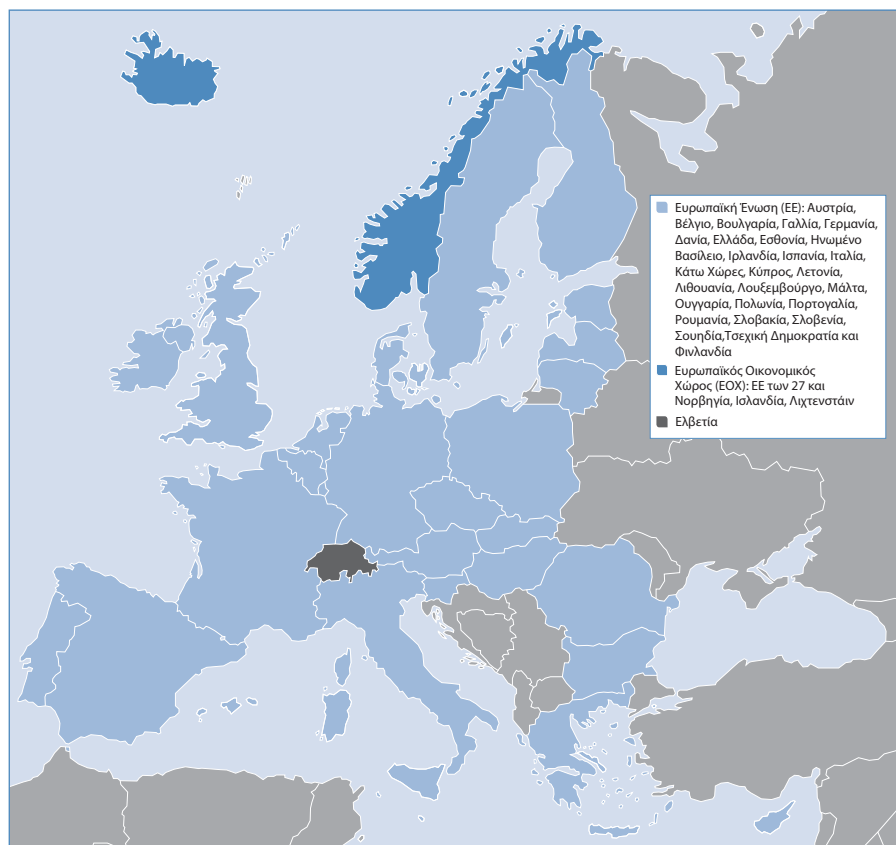 Ευρωπαϊκή Ένωση (ΕΕ): Αυστρία,
Βέλγιο, Βουλγαρία, Γαλλία, Γερμανία,
Δανία, Ελλάδα, Εσθονία, Ηνωμένο
Βασίλειο, Ιρλανδία, Ισπανία, Ιταλία,
Κάτω Χώρες, Κύπρος, Λετονία,
Λιθουανία, Λουξεμβούργο, Μάλτα,
Ουγγαρία, Πολωνία, Πορτογαλία,
Ρουμανία, Σλοβακία, Σλοβενία,
Σουηδία,Τσεχική Δημοκρατία και
Φινλανδία
Ευρωπαϊκός Οικονομικός
Χώρος (ΕΟΧ): ΕΕ των 27 και
Νορβηγία, Ισλανδία, Λιχτενστάιν
Ελβετία